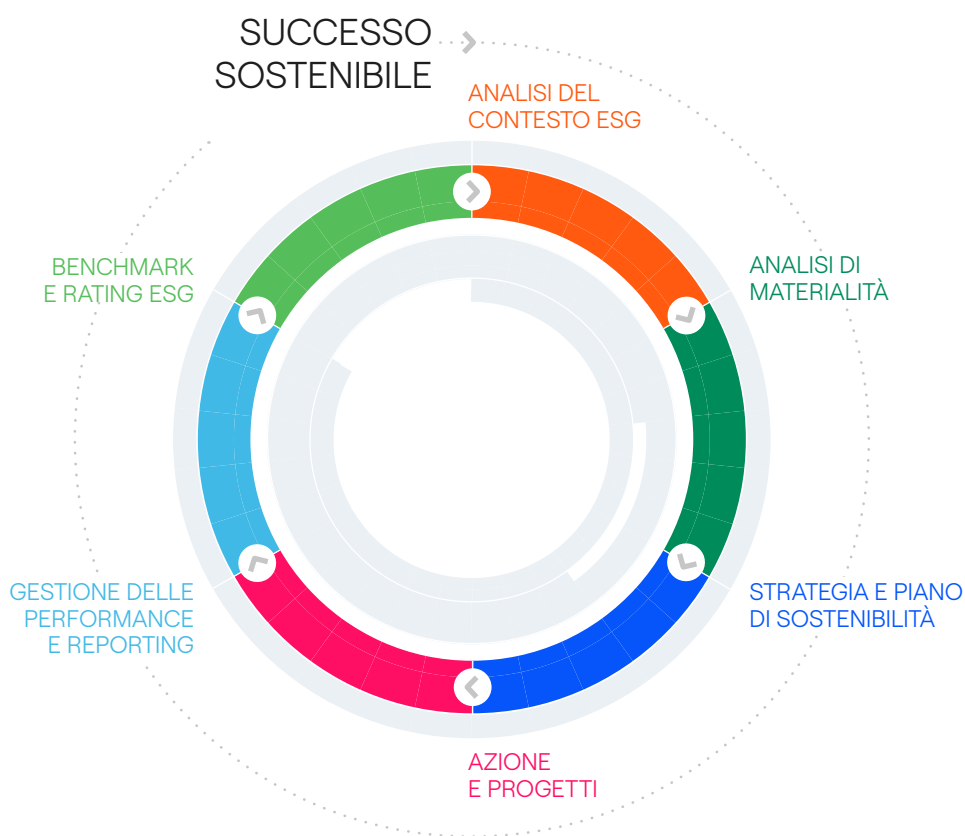 SUCCESSO
SOSTENIBILE
ANALISI DEL
CONTESTO ESG
ANALISI DI
MATERIALITÀ
STRATEGIA E PIANO
DI SOSTENIBILITÀ
AZIONE
E PROGETTI
GESTIONE DELLE
PERFORMANCE
E REPORTING
BENCHMARK
E RATING ESG